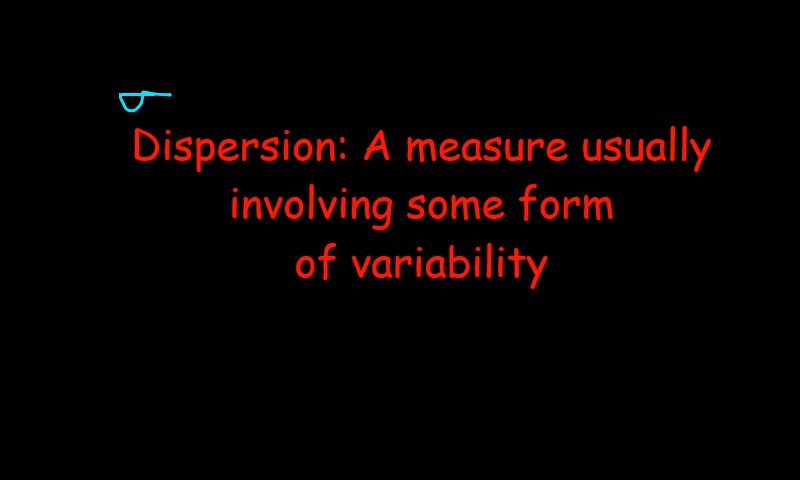 σ
Dispersion: A measure usually
involving some form
of variability